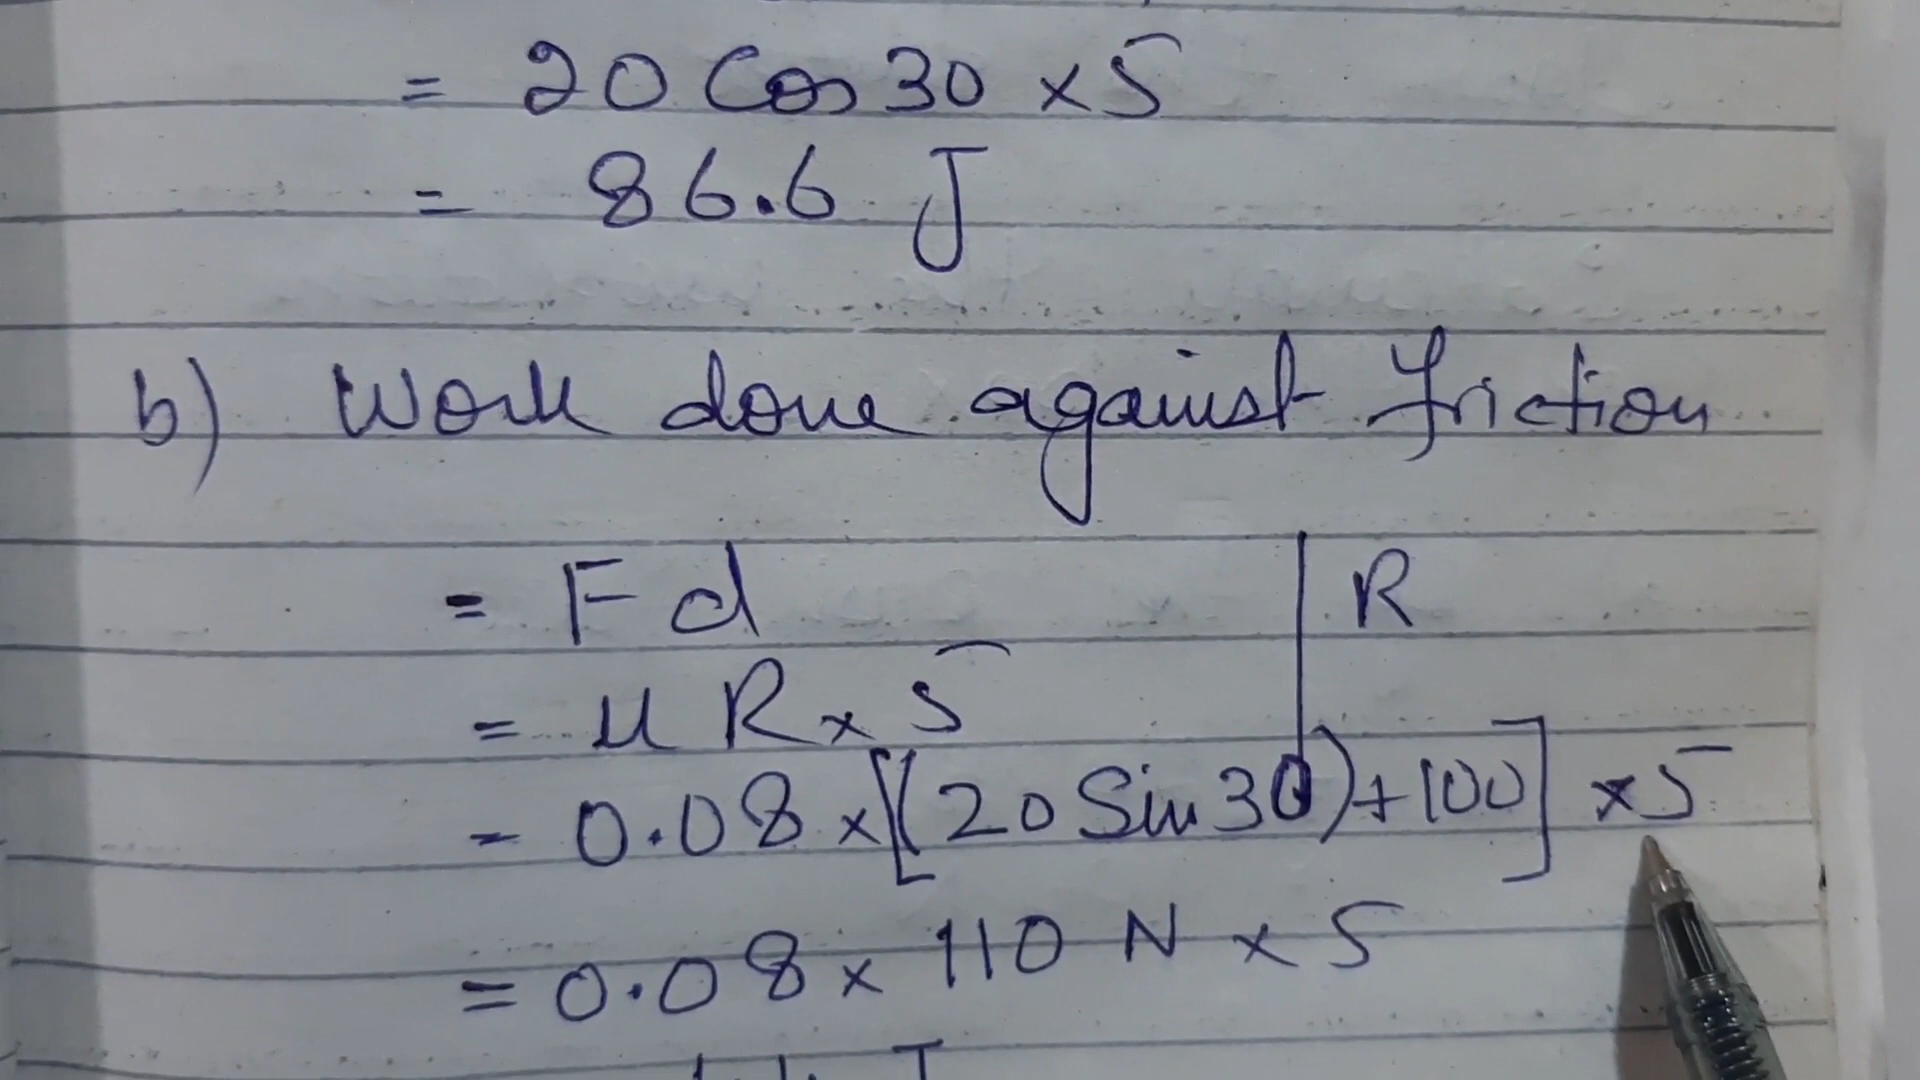 = 20 Cos 30 × 5
= 86.6 J
b) Work done against friction
= F d
R
= μ R × 5
= 0.08 × [(20 Sin 30) + 100] × 5
= 0.08 × 110 N × 5